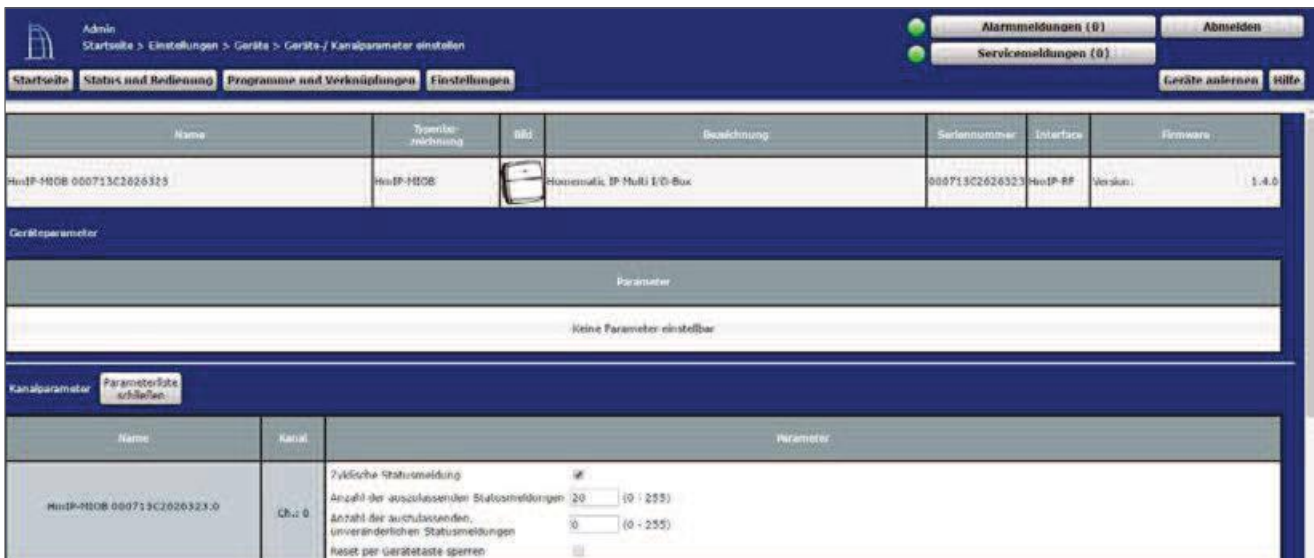 Admin
Startseite > Einstellungen > Geräte > Geräte-/ Kanalparameter einstellen
Alarmmeldungen (0)
Abmelden
Servicemeldungen (0)
Startseite
Status und Bedienung
Programme und Verknüpfungen
Einstellungen
Geräte anlernen
Hilfe
Name
Typenbe-
zeichnung
Bild
Bezeichnung
Seriennummer
Interface
Firmware
HmIP-MIOB 000713C2626323
HmIP-MIOB
Homematic IP Multi I/O-Box
000713C2626323
HmIP-RF
Version:
1.4.0
Geräteparameter
Parameter
Keine Parameter einstellbar
Kanalparameter
Parameterliste
schließen
Name
Kanal
Parameter
HmIP-MIOB 000713C2626323:0
Ch.: 0
Zyklische Statusmeldung
Anzahl der auszulassenden Statusmeldungen 20 (0 - 255)
Anzahl der auszulassenden,
unveränderlichen Statusmeldungen
0 (0 - 255)
Reset per Gerätetaste sperren